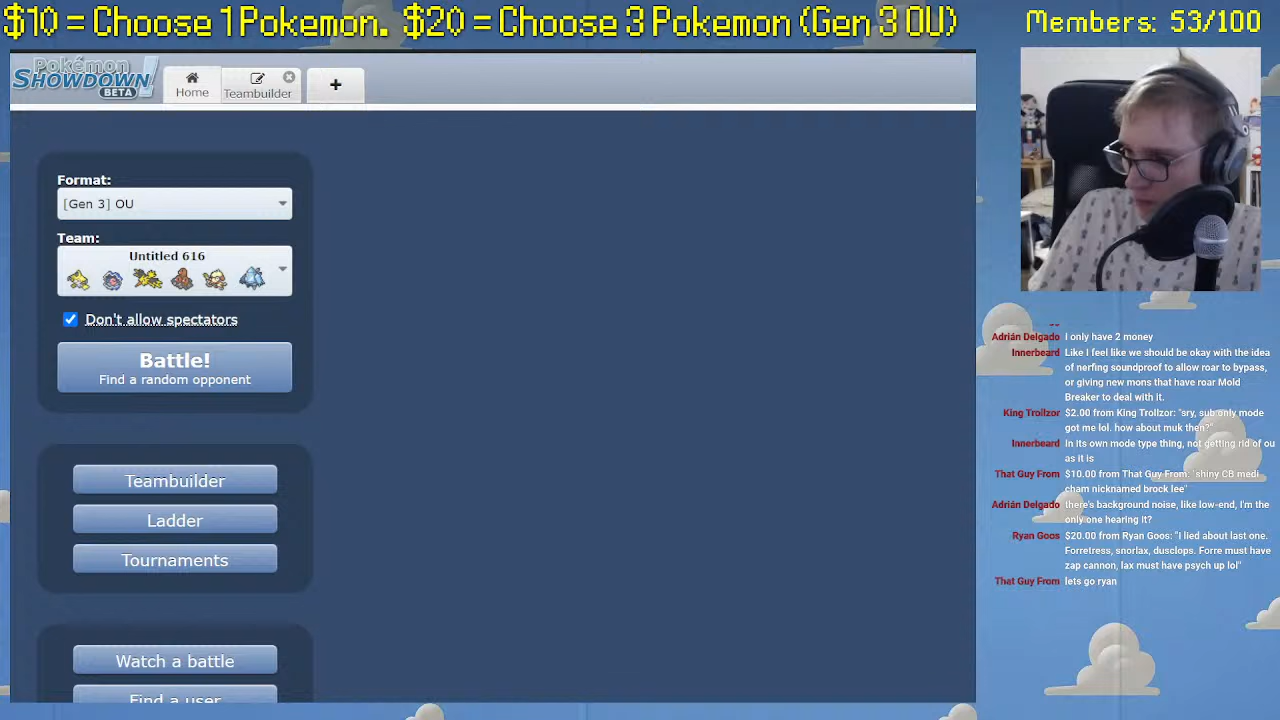 $10 = Choose 1 Pokemon. $20 = Choose 3 Pokemon (Gen 3 OU)
Members: 53/100
Pokémon
SHOWDOWN!
BETA
Home
Teambuilder
+
Format:
[Gen 3] OU
Team:
Untitled 616
Don't allow spectators
Battle!
Find a random opponent
Teambuilder
Ladder
Tournaments
Watch a battle
Find a user
Adrián Delgado I only have 2 money
Innerbeard Like I feel like we should be okay with the idea
of nerfing soundproof to allow roar to bypass,
or giving new mons that have roar Mold
Breaker to deal with it.
King Trollzor $2.00 from King Trollzor: "sry, sub only mode
got me lol. how about muk then?"
Innerbeard In its own mode type thing, not getting rid of ou
as it is
That Guy From $10.00 from That Guy From: "shiny CB medi
cham nicknamed brock lee"
Adrián Delgado there's background noise, like low-end, I'm the
only one hearing it?
Ryan Goos $20.00 from Ryan Goos: "I lied about last one.
Forretress, snorlax, dusclops. Forre must have
zap cannon, lax must have psych up lol"
That Guy From lets go ryan